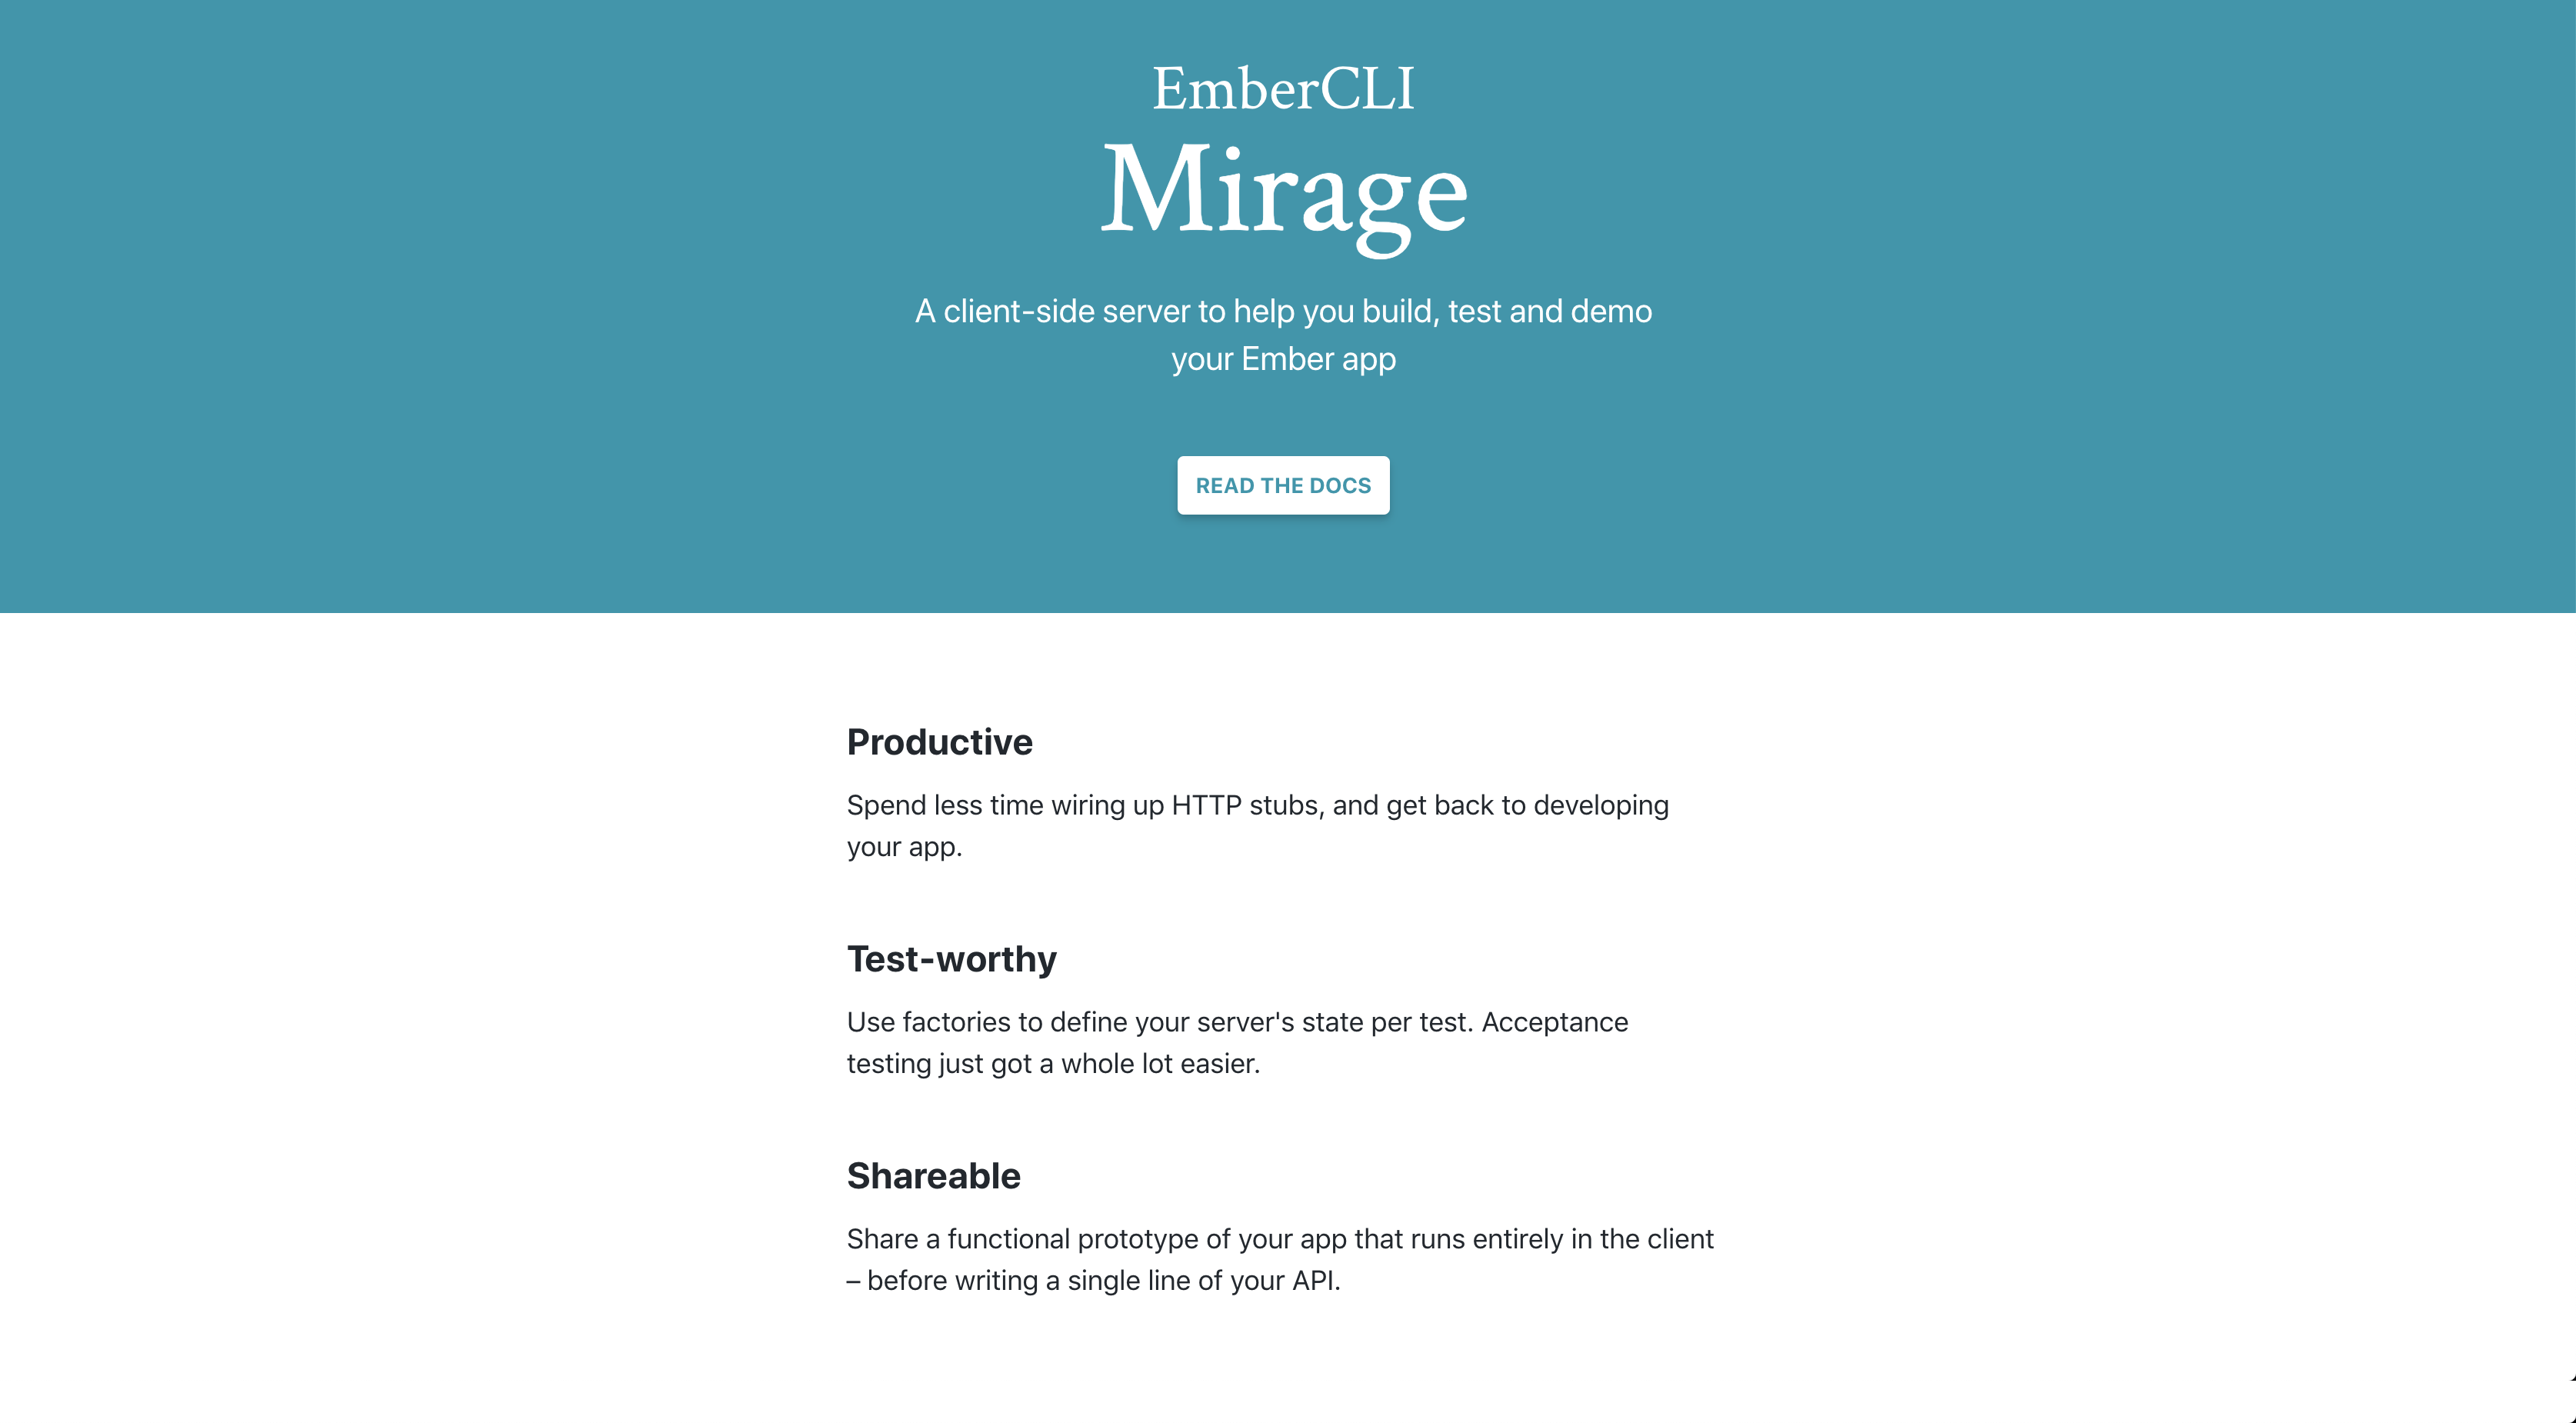 EmberCLI
Mirage
A client-side server to help you build, test and demo
your Ember app
READ THE DOCS
Productive
Spend less time wiring up HTTP stubs, and get back to developing
your app.
Test-worthy
Use factories to define your server's state per test. Acceptance
testing just got a whole lot easier.
Shareable
Share a functional prototype of your app that runs entirely in the client
– before writing a single line of your API.